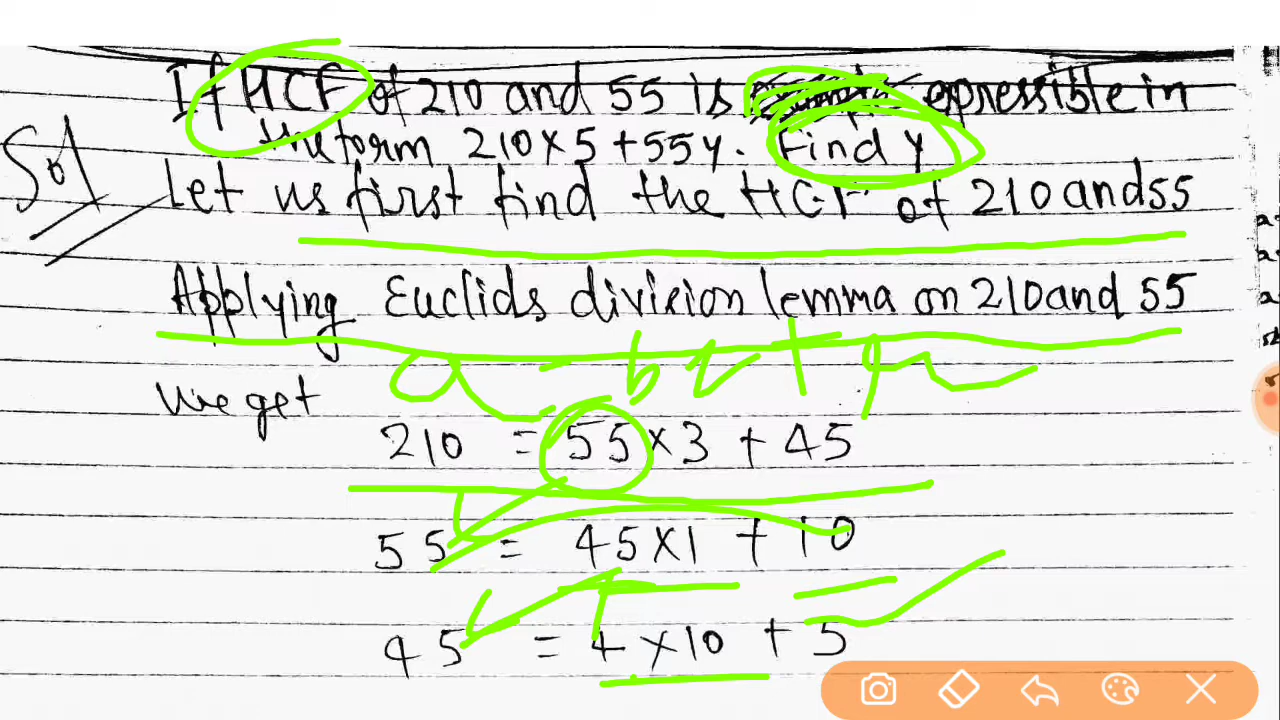 If HCF of 210 and 55 is expressible in
the form 210×5+55y. Find y
Sol
Let us first find the HCF of 210 and 55
Applying Euclids division lemma on 210 and 55
We get
210 = 55×3 + 45
55 = 45×1 + 10
45 = 4×10 + 5